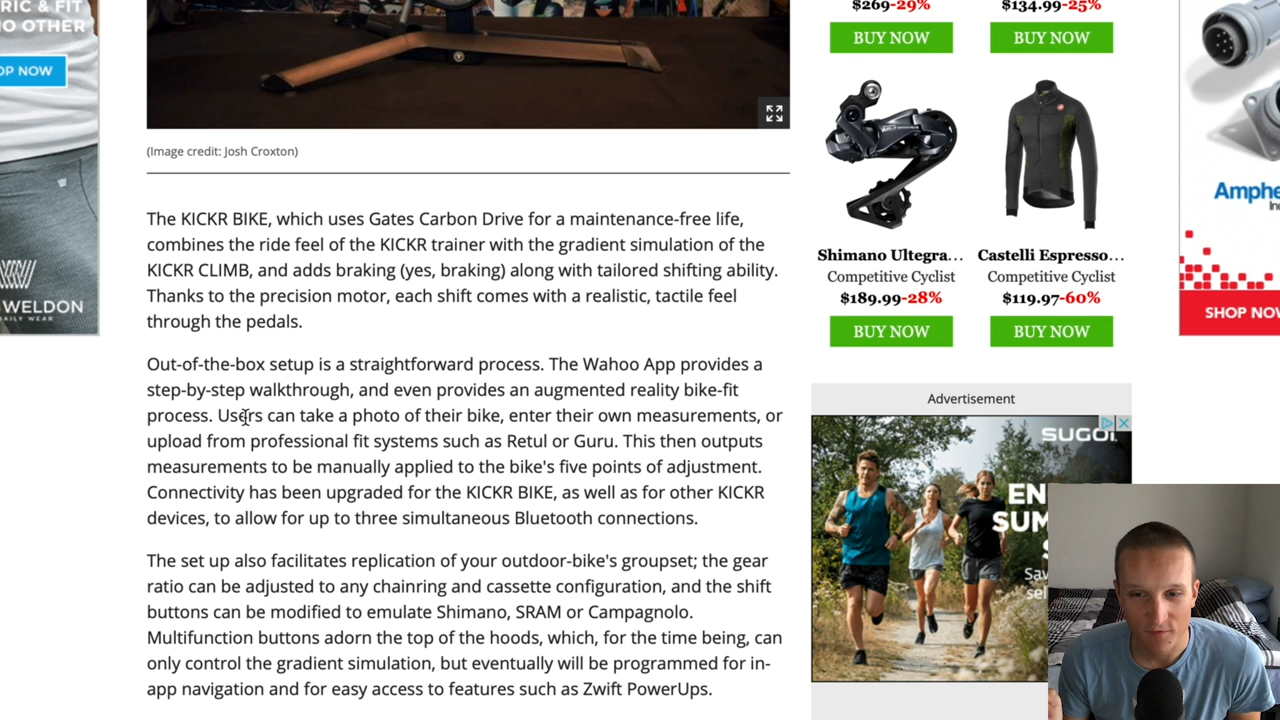 RIC & FIT
NO OTHER
OP NOW
WELDON
DAILY WEAR
(Image credit: Josh Croxton)
The KICKR BIKE, which uses Gates Carbon Drive for a maintenance-free life,
combines the ride feel of the KICKR trainer with the gradient simulation of the
KICKR CLIMB, and adds braking (yes, braking) along with tailored shifting ability.
Thanks to the precision motor, each shift comes with a realistic, tactile feel
through the pedals.
Out-of-the-box setup is a straightforward process. The Wahoo App provides a
step-by-step walkthrough, and even provides an augmented reality bike-fit
process. Users can take a photo of their bike, enter their own measurements, or
upload from professional fit systems such as Retul or Guru. This then outputs
measurements to be manually applied to the bike's five points of adjustment.
Connectivity has been upgraded for the KICKR BIKE, as well as for other KICKR
devices, to allow for up to three simultaneous Bluetooth connections.
The set up also facilitates replication of your outdoor-bike's groupset; the gear
ratio can be adjusted to any chainring and cassette configuration, and the shift
buttons can be modified to emulate Shimano, SRAM or Campagnolo.
Multifunction buttons adorn the top of the hoods, which, for the time being, can
only control the gradient simulation, but eventually will be programmed for in-
app navigation and for easy access to features such as Zwift PowerUps.
$269-29% $134.99-25%
BUY NOW BUY NOW
Shimano Ultegra... Castelli Espresso...
Competitive Cyclist Competitive Cyclist
$189.99-28% $119.97-60%
BUY NOW BUY NOW
Advertisement
SUGOI
EN
SUM
S
Sa
sel
Amphe
In
SHOP NOW